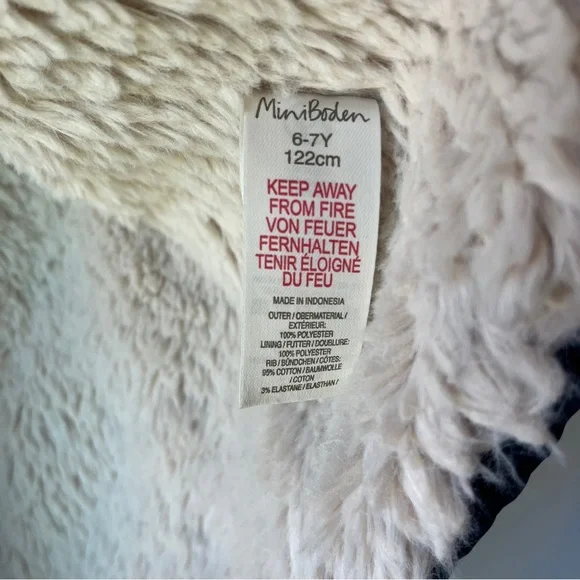 MiniBoden
6-7Y
122cm
KEEP AWAY
FROM FIRE
VON FEUER
FERNHALTEN
TENIR ÉLOIGNÉ
DU FEU
MADE IN INDONESIA
OUTER / OBERMATERIAL /
EXTÉRIEUR:
100% POLYESTER
LINING / FUTTER / DOUBLURE:
100% POLYESTER
RIB / BÜNDCHEN / CÔTES:
95% COTTON / BAUMWOLLE
/ COTON
3% ELASTANE / ELASTHAN /